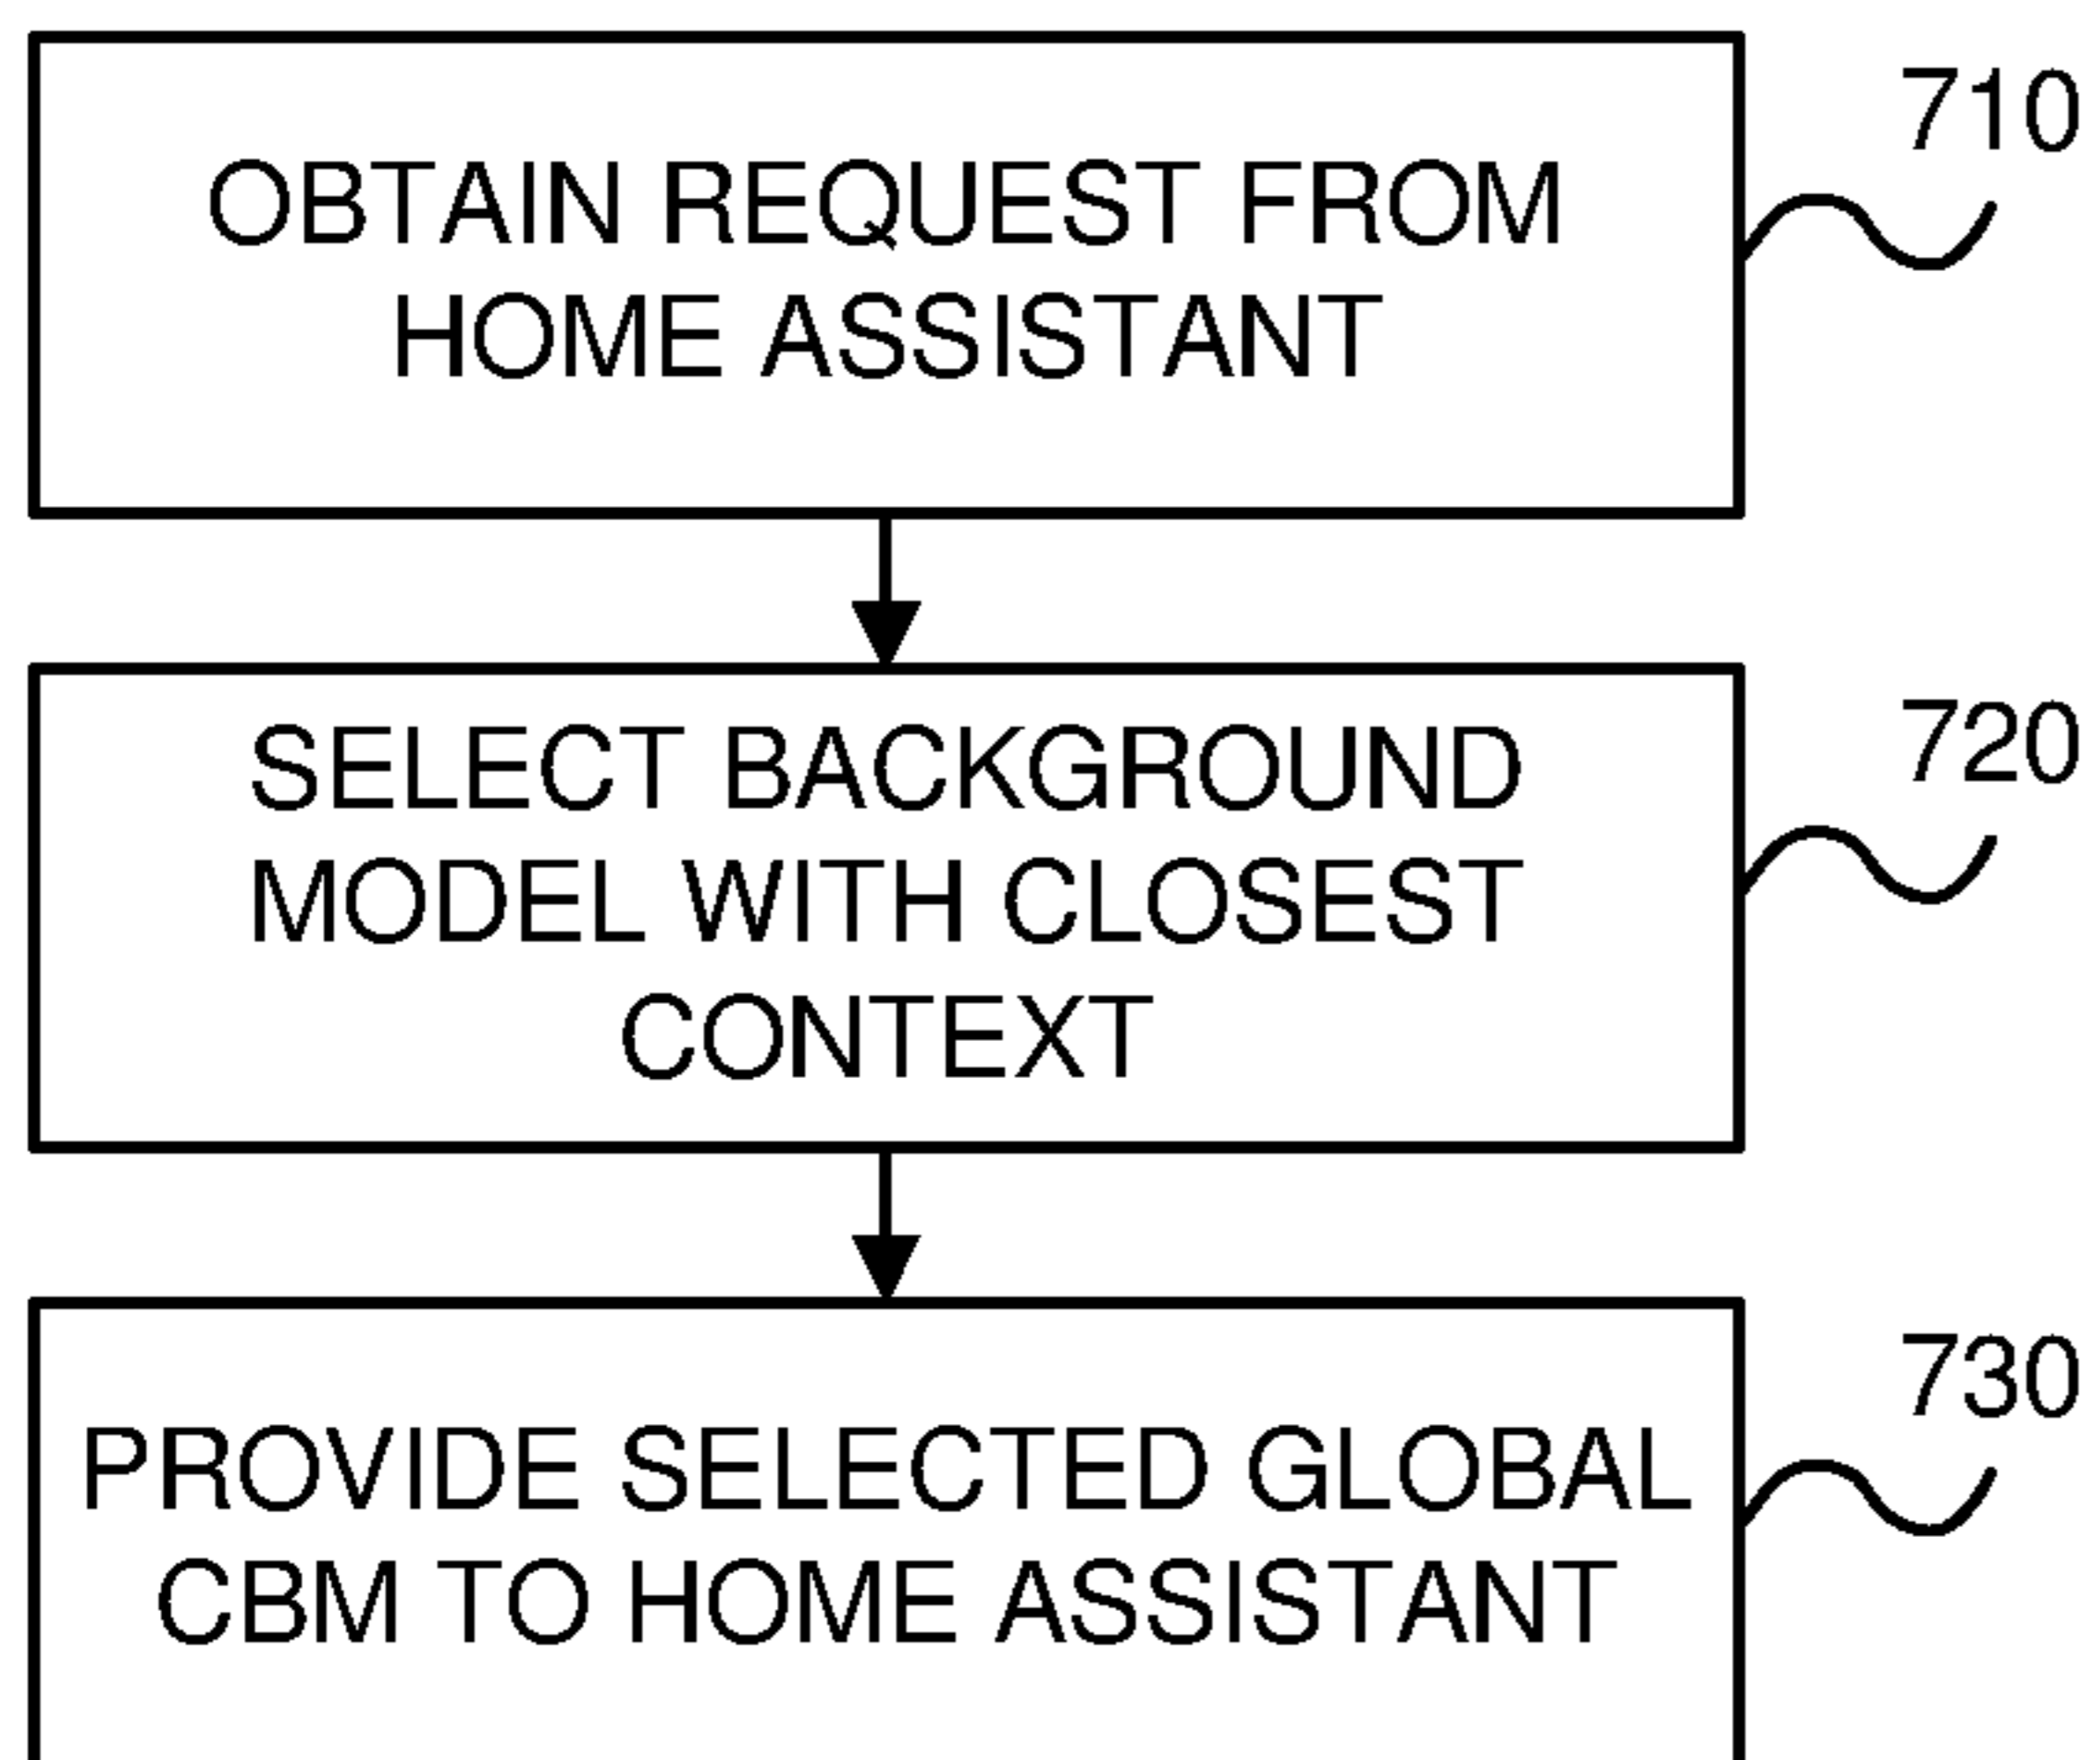 710
OBTAIN REQUEST FROM
HOME ASSISTANT
720
SELECT BACKGROUND
MODEL WITH CLOSEST
CONTEXT
730
PROVIDE SELECTED GLOBAL
CBM TO HOME ASSISTANT